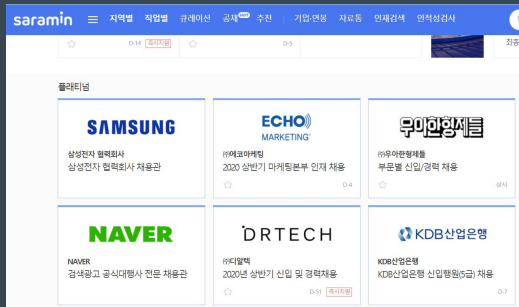 saramin 지역별 직업별 큐레이션 공채 추천 기업·연봉 자료통 인재검색 인적성검사
D-14 즉시지원 D-5 최종
플래티넘
SAMSUNG ECHO MARKETING 우아한형제들
삼성전자 협력회사 ㈜에코마케팅 ㈜우아한형제들
삼성전자 협력회사 채용관 2020 상반기 마케팅본부 인재 채용 부문별 신입/경력 채용
D-4 상시
NAVER DRTECH KDB산업은행
NAVER ㈜디알텍 KDB산업은행
검색광고 공식대행사 전문 채용관 2020년 상반기 신입 및 경력채용 KDB산업은행 신입행원(5급) 채용
D-51 즉시지원 D-7